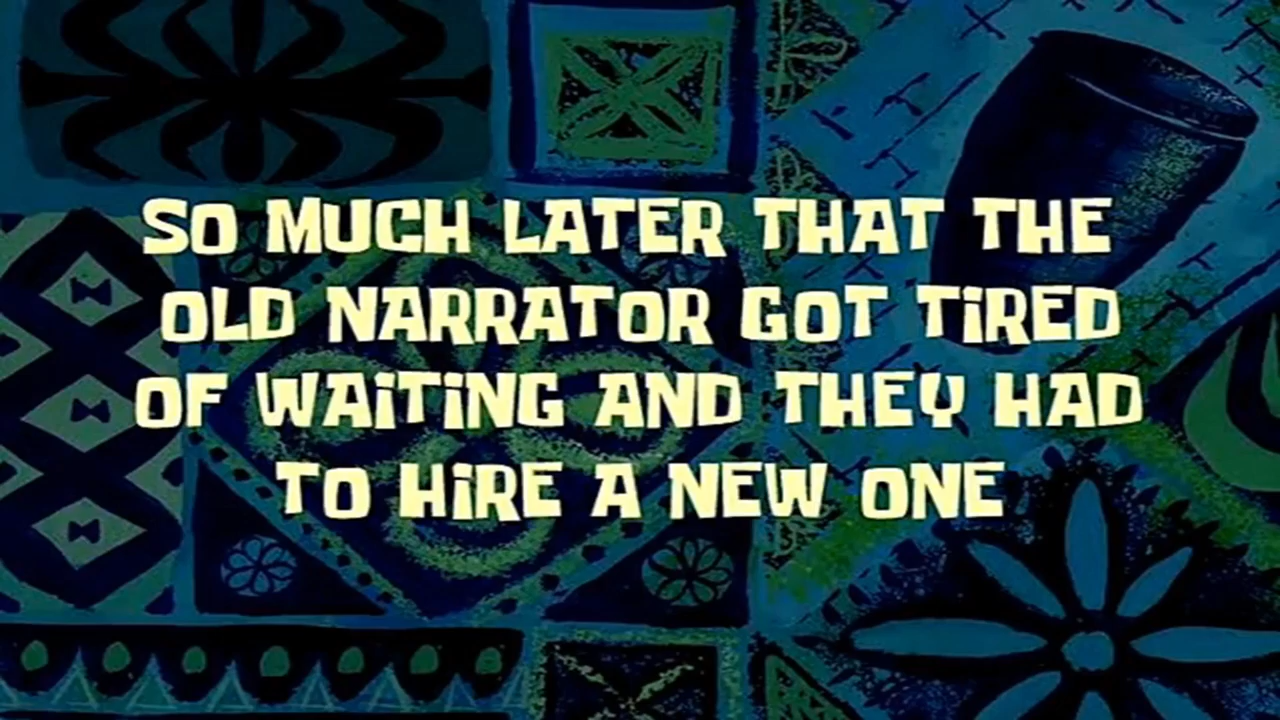 SO MUCH LATER THAT THE
OLD NARRATOR GOT TiRED
OF WAiTiNG AND THEY HAD
TO HiRE A NEW ONE